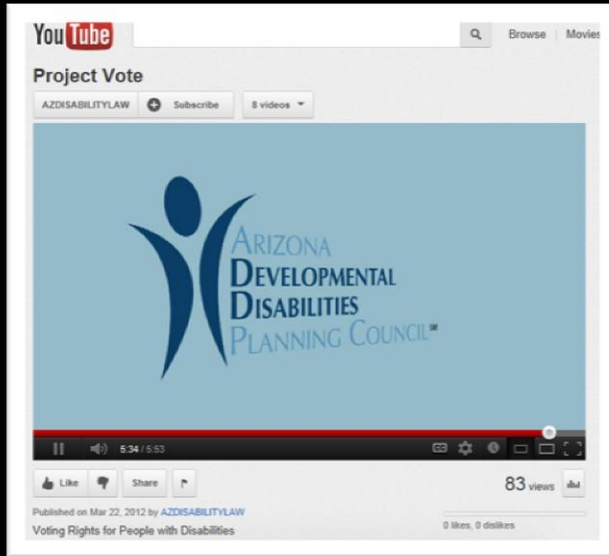 YouTube Browse Movies
Project Vote
AZDISABILITYLAW Subscribe 8 videos
ARIZONA
DEVELOPMENTAL
DISABILITIES
PLANNING COUNCIL℠
5:34 / 5:53 CC
Like Share 83 views
Published on Mar 22, 2012 by AZDISABILITYLAW
Voting Rights for People with Disabilities 0 likes, 0 dislikes